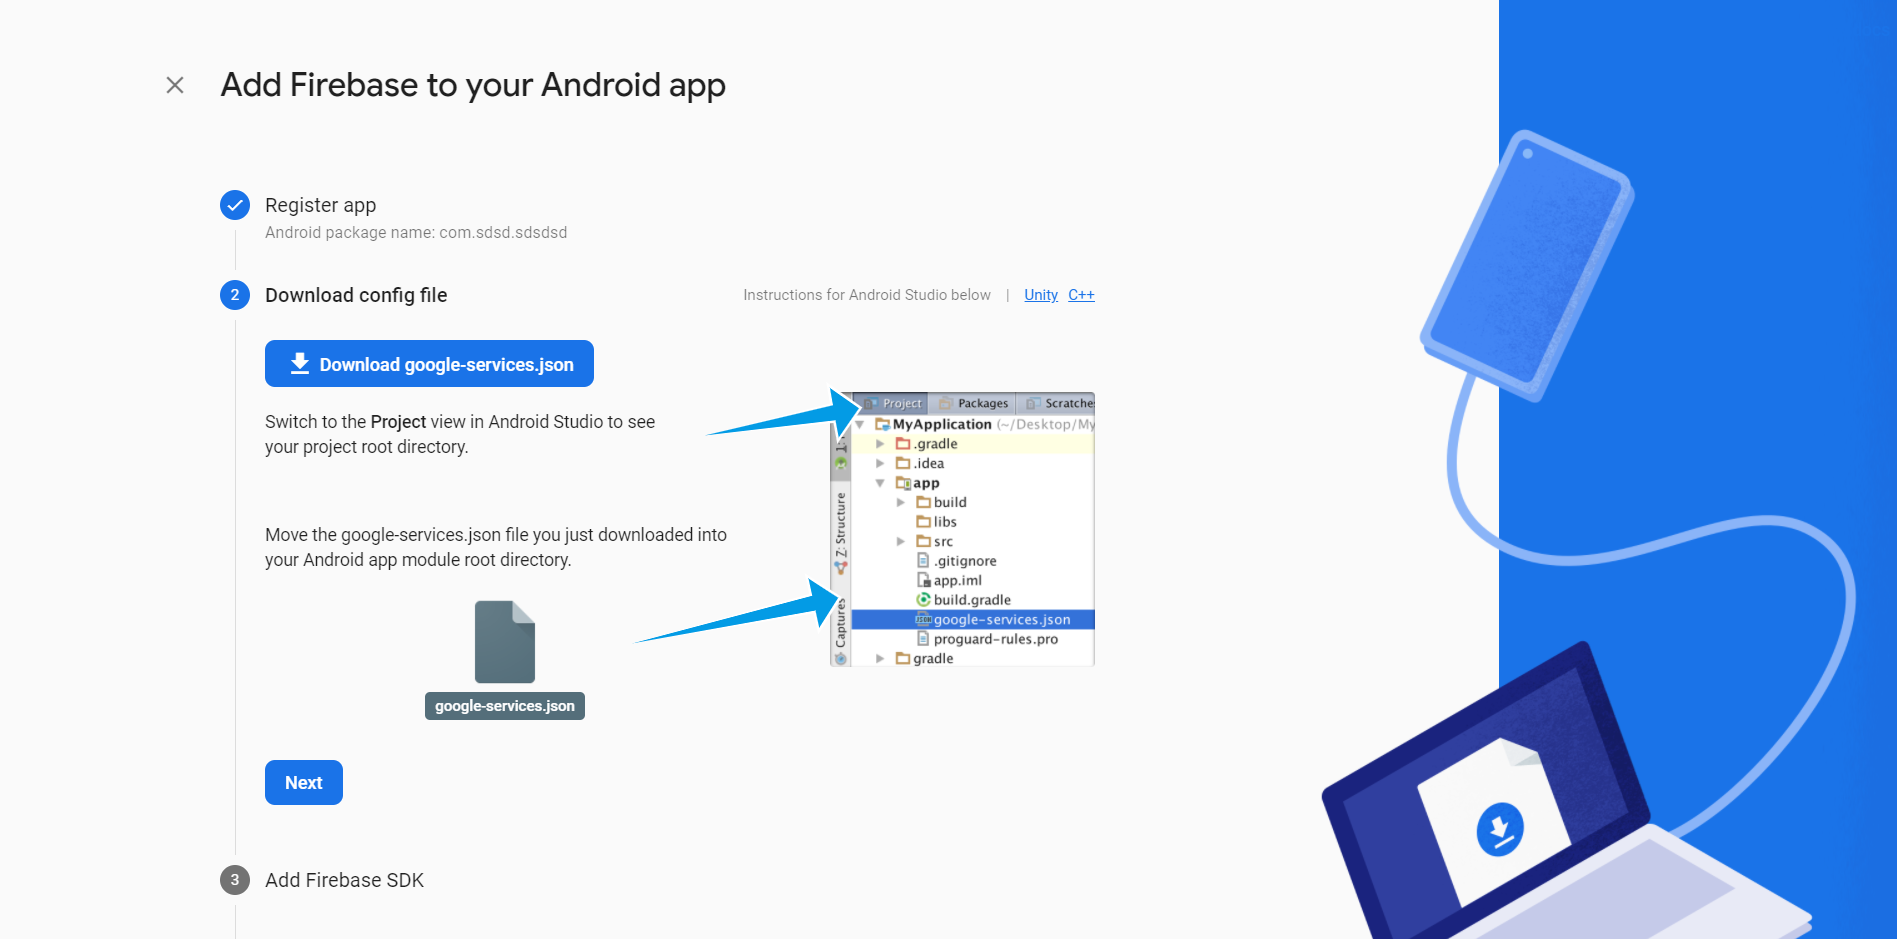 Add Firebase to your Android app
Register app
Android package name: com.sdsd.sdsdsd
2
Download config file
Instructions for Android Studio below | Unity C++
Download google-services.json
Switch to the Project view in Android Studio to see
your project root directory.
Move the google-services.json file you just downloaded into
your Android app module root directory.
google-services.json
Next
Project Packages Scratche
MyApplication (~/Desktop/My
.gradle
.idea
app
build
libs
src
.gitignore
app.iml
build.gradle
google-services.json
proguard-rules.pro
gradle
Z: Structure
Captures
3
Add Firebase SDK